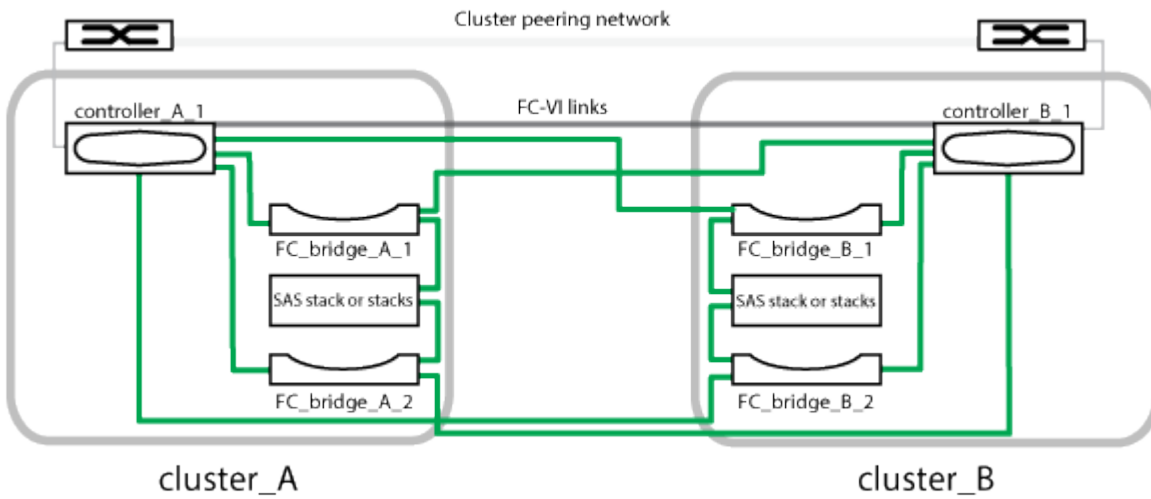 Cluster peering network
controller_A_1
FC-VI links
controller_B_1
FC_bridge_A_1
FC_bridge_B_1
SAS stack or stacks
SAS stack or stacks
FC_bridge_A_2
FC_bridge_B_2
cluster_A
cluster_B